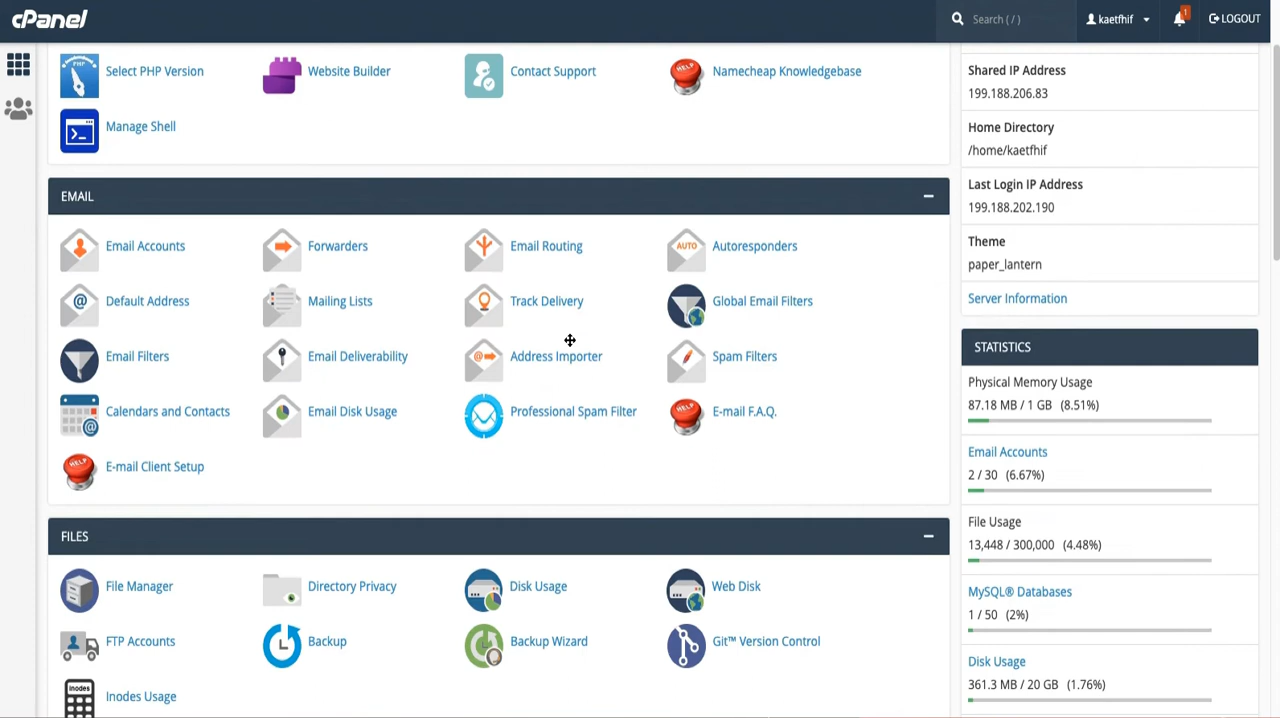 cPanel
Search ( / )
kaetfhif
1
LOGOUT
PHP
Select PHP Version
Website Builder
Contact Support
HELP
Namecheap Knowledgebase
Manage Shell
EMAIL
Email Accounts
Forwarders
Email Routing
AUTO
Autoresponders
Default Address
Mailing Lists
Track Delivery
Global Email Filters
Email Filters
Email Deliverability
Address Importer
Spam Filters
Calendars and Contacts
Email Disk Usage
Professional Spam Filter
HELP
E-mail F.A.Q.
HELP
E-mail Client Setup
FILES
File Manager
Directory Privacy
Disk Usage
Web Disk
FTP Accounts
Backup
Backup Wizard
Git™ Version Control
inodes
Inodes Usage
Shared IP Address
199.188.206.83
Home Directory
/home/kaetfhif
Last Login IP Address
199.188.202.190
Theme
paper_lantern
Server Information
STATISTICS
Physical Memory Usage
87.18 MB / 1 GB (8.51%)
Email Accounts
2 / 30 (6.67%)
File Usage
13,448 / 300,000 (4.48%)
MySQL® Databases
1 / 50 (2%)
Disk Usage
361.3 MB / 20 GB (1.76%)